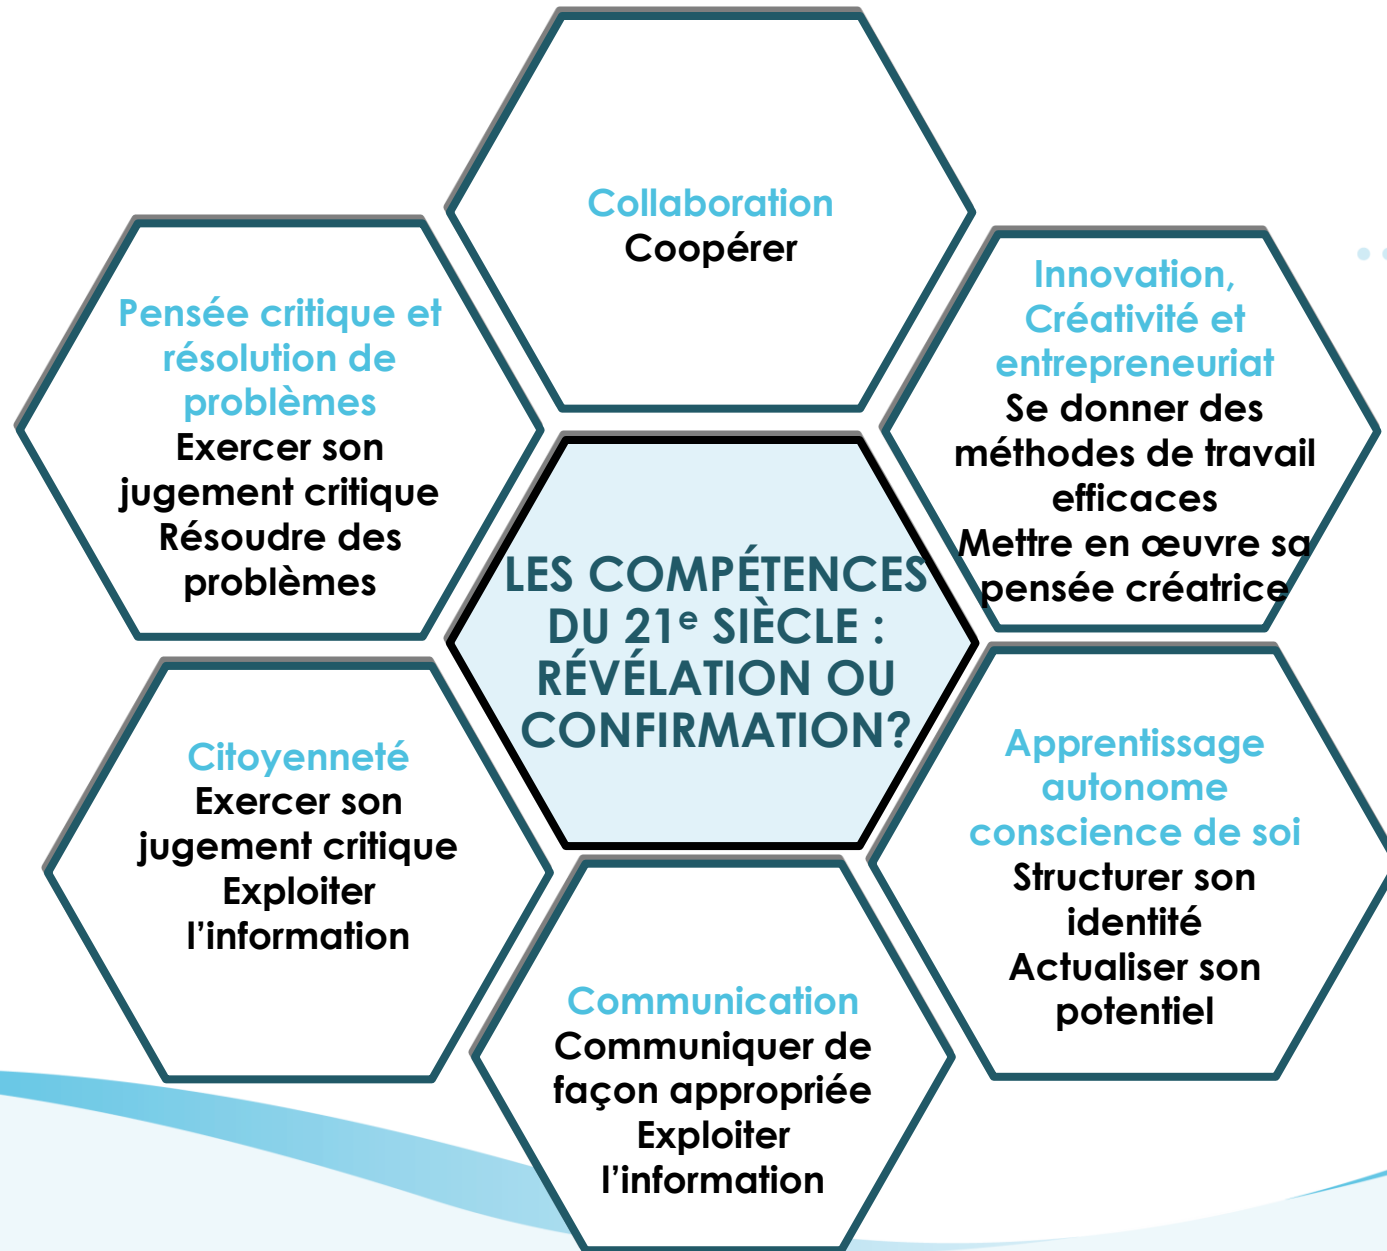 Collaboration
Coopérer
Pensée critique et
résolution de
problèmes
Exercer son
jugement critique
Résoudre des
problèmes
Innovation,
Créativité et
entrepreneuriat
Se donner des
méthodes de travail
efficaces
Mettre en œuvre sa
pensée créatrice
LES COMPÉTENCES
DU 21e SIÈCLE :
RÉVÉLATION OU
CONFIRMATION?
Citoyenneté
Exercer son
jugement critique
Exploiter
l’information
Apprentissage
autonome
conscience de soi
Structurer son
identité
Actualiser son
potentiel
Communication
Communiquer de
façon appropriée
Exploiter
l’information